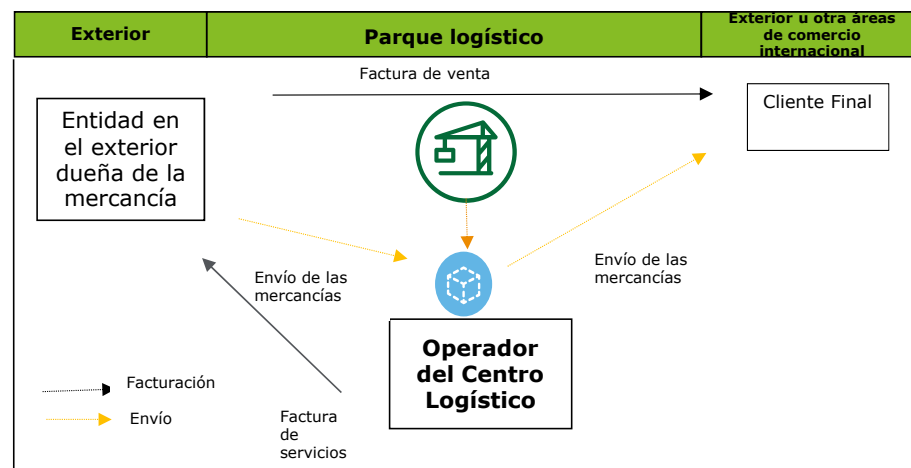 Exterior
Parque logístico
Exterior u otra áreas
de comercio
internacional
Factura de venta
Entidad en
el exterior
dueña de la
mercancía
Cliente Final
Envío de las
mercancías
Envío de las
mercancías
Operador
del Centro
Logístico
Facturación
Envío
Factura
de
servicios